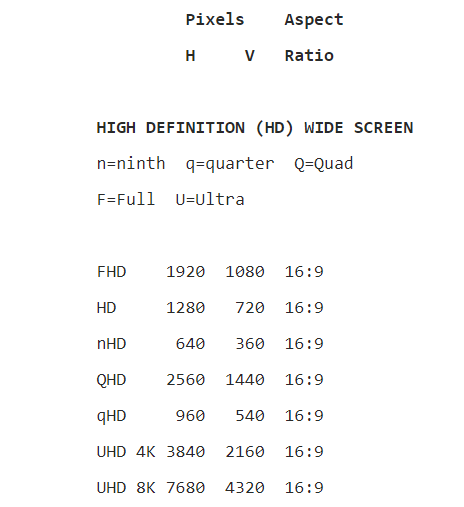 Pixels Aspect
H V Ratio
HIGH DEFINITION (HD) WIDE SCREEN
n=ninth q=quarter Q=Quad
F=Full U=Ultra
FHD 1920 1080 16:9
HD 1280 720 16:9
nHD 640 360 16:9
QHD 2560 1440 16:9
qHD 960 540 16:9
UHD 4K 3840 2160 16:9
UHD 8K 7680 4320 16:9